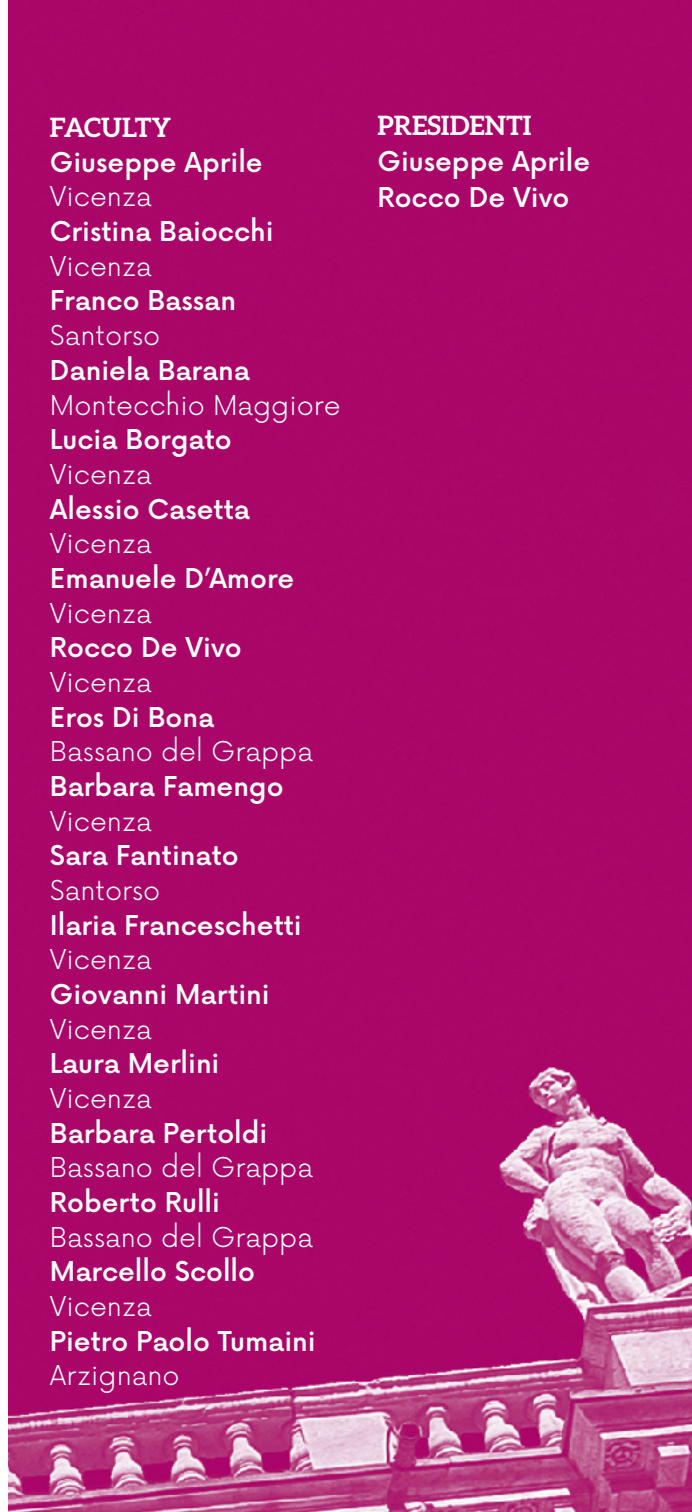 FACULTY
Giuseppe Aprile
Vicenza
Cristina Baiocchi
Vicenza
Franco Bassan
Santorso
Daniela Barana
Montecchio Maggiore
Lucia Borgato
Vicenza
Alessio Casetta
Vicenza
Emanuele D’Amore
Vicenza
Rocco De Vivo
Vicenza
Eros Di Bona
Bassano del Grappa
Barbara Famengo
Vicenza
Sara Fantinato
Santorso
Ilaria Franceschetti
Vicenza
Giovanni Martini
Vicenza
Laura Merlini
Vicenza
Barbara Pertoldi
Bassano del Grappa
Roberto Rulli
Bassano del Grappa
Marcello Scollo
Vicenza
Pietro Paolo Tumaini
Arzignano
PRESIDENTI
Giuseppe Aprile
Rocco De Vivo